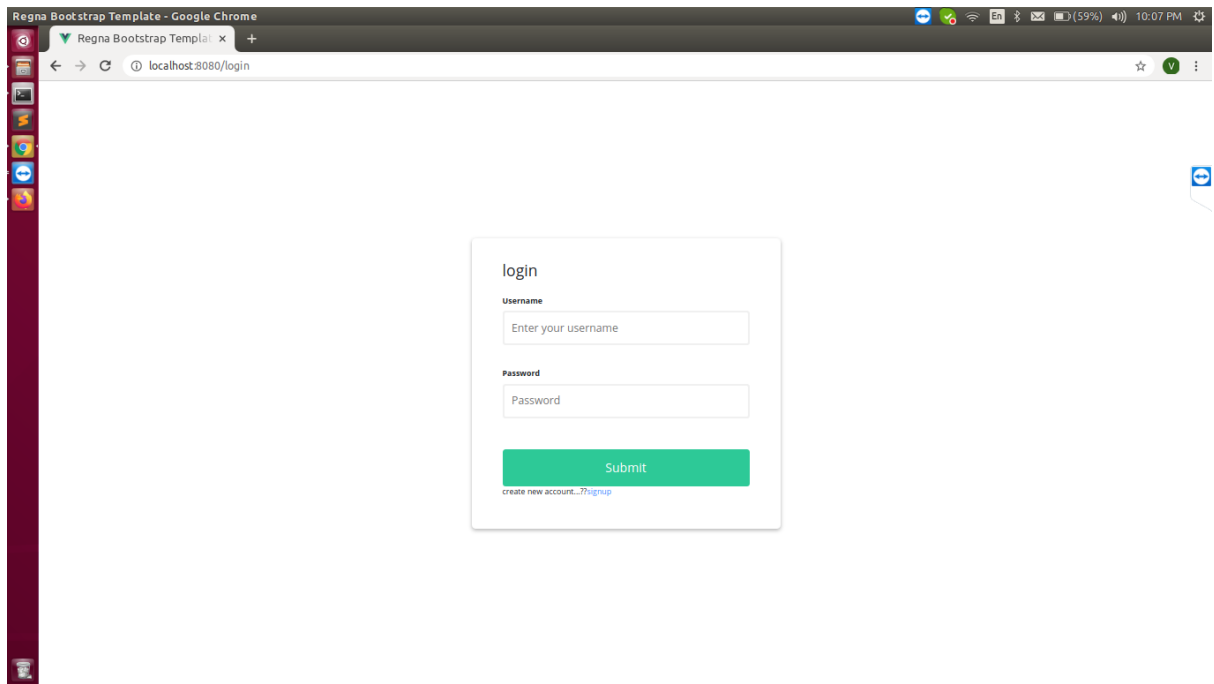 Regna Bootstrap Template - Google Chrome
En
(59%)
10:07 PM
Regna Bootstrap Templat
localhost:8080/login
V
login
Username
Enter your username
Password
Password
Submit
create new account...??signup